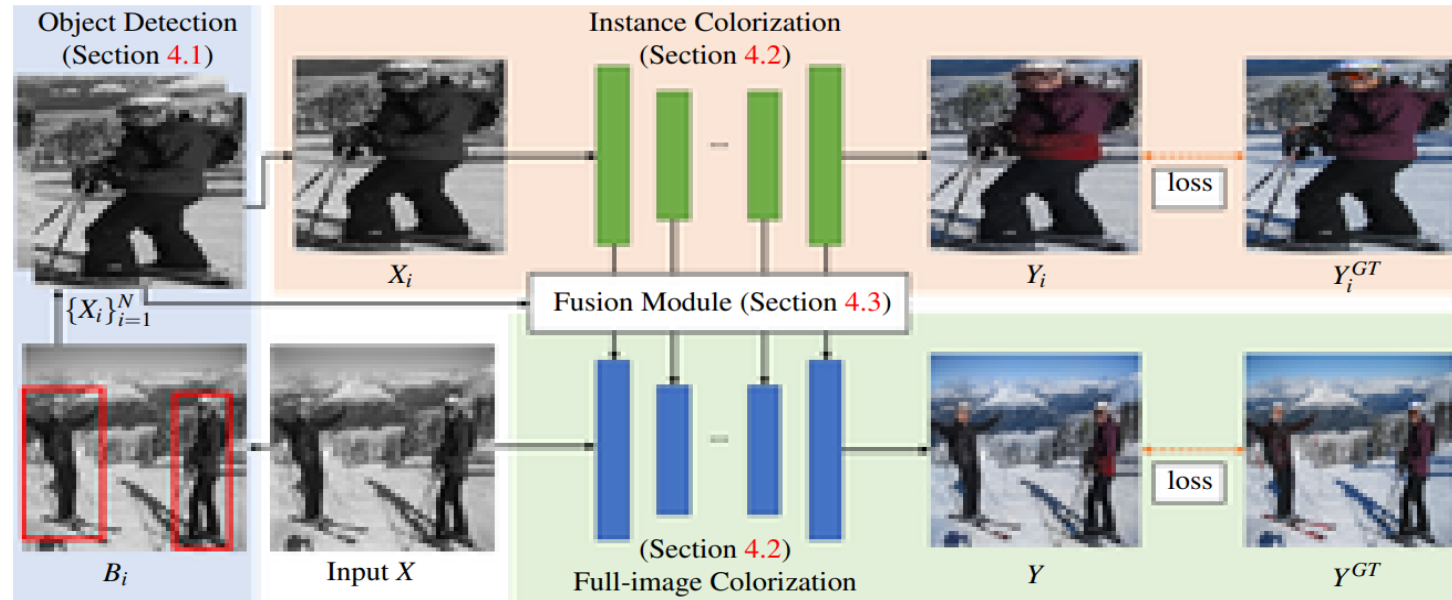 Object Detection
(Section 4.1)
Instance Colorization
(Section 4.2)
X_i
Y_i
loss
Y_i^{GT}
{X_i}_{i=1}^N
Fusion Module (Section 4.3)
B_i
Input X
(Section 4.2)
Full-image Colorization
Y
loss
Y^{GT}